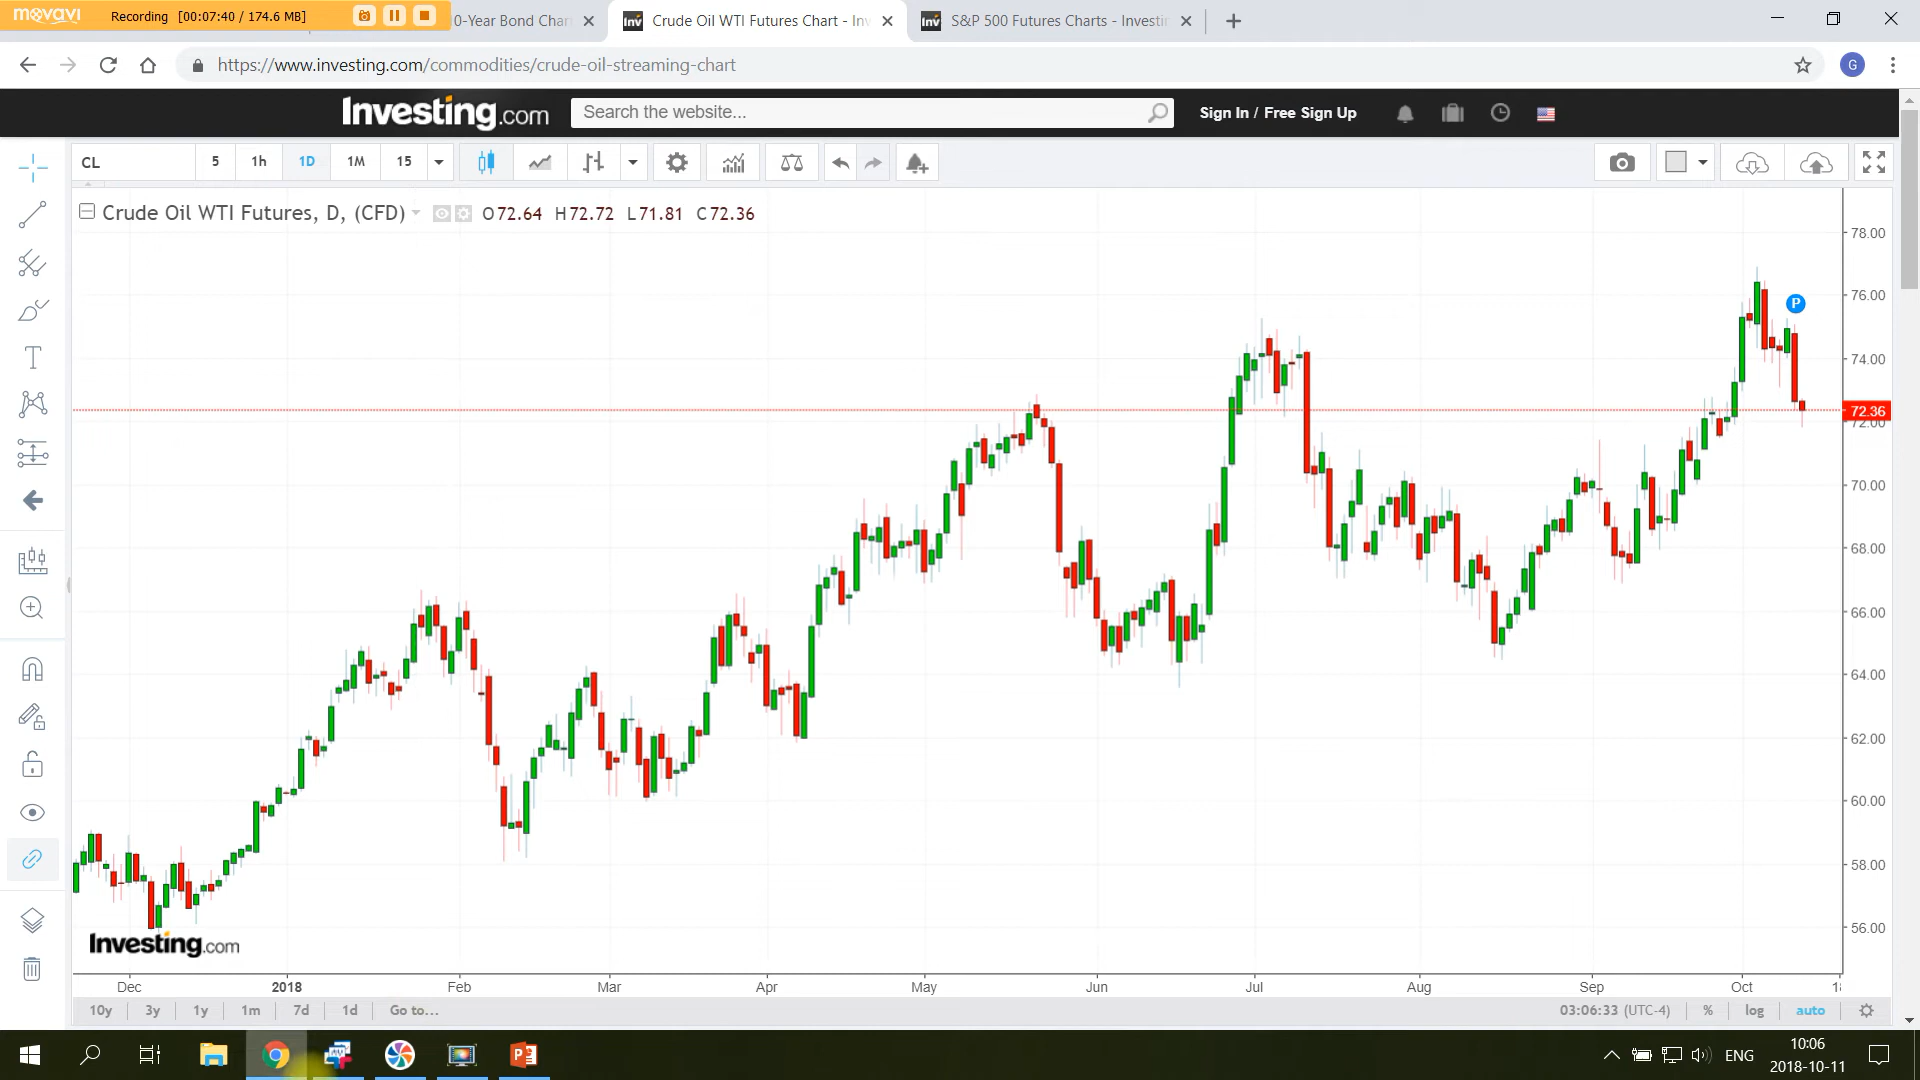 movavi Recording [00:07:40 / 174.6 MB] 0-Year Bond Char Crude Oil WTI Futures Chart - Inv S&P 500 Futures Charts - Investin
https://www.investing.com/commodities/crude-oil-streaming-chart G
Investing.com Search the website... Sign In / Free Sign Up
CL 5 1h 1D 1M 15
Crude Oil WTI Futures, D, (CFD) O72.64 H72.72 L71.81 C72.36
78.00
76.00
P
74.00
72.36
72.00
70.00
68.00
66.00
64.00
62.00
60.00
58.00
56.00
Investing.com
Dec 2018 Feb Mar Apr May Jun Jul Aug Sep Oct
10y 3y 1y 1m 7d 1d Go to... 03:06:33 (UTC-4) % log auto
ENG 10:06
2018-10-11